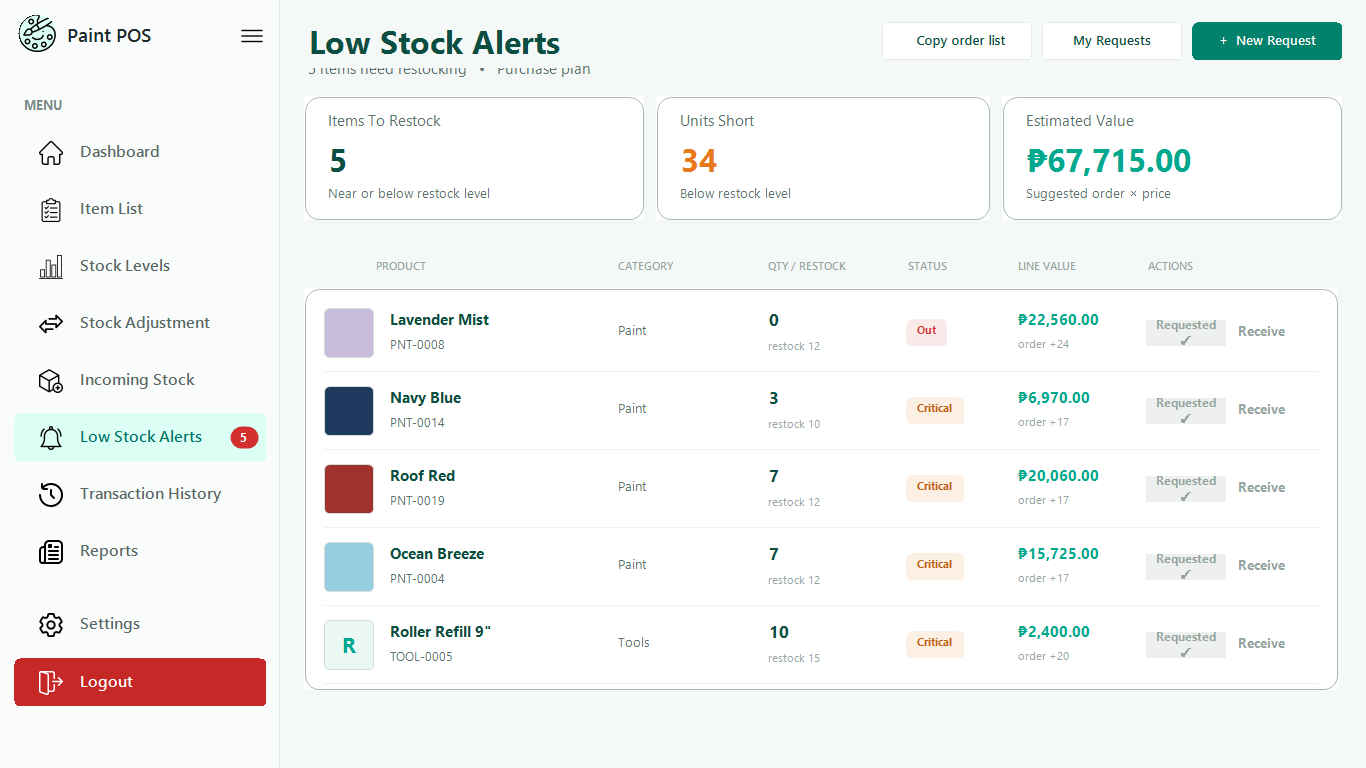 Paint POS
MENU
Dashboard
Item List
Stock Levels
Stock Adjustment
Incoming Stock
Low Stock Alerts 5
Transaction History
Reports
Settings
Logout
Low Stock Alerts
5 items need restocking • Purchase plan
Copy order list
My Requests
+ New Request
Items To Restock
5
Near or below restock level
Units Short
34
Below restock level
Estimated Value
₱67,715.00
Suggested order × price
PRODUCT CATEGORY QTY / RESTOCK STATUS LINE VALUE ACTIONS
Lavender Mist
PNT-0008
Paint
0
restock 12
Out
₱22,560.00
order +24
Requested
✓
Receive
Navy Blue
PNT-0014
Paint
3
restock 10
Critical
₱6,970.00
order +17
Requested
✓
Receive
Roof Red
PNT-0019
Paint
7
restock 12
Critical
₱20,060.00
order +17
Requested
✓
Receive
Ocean Breeze
PNT-0004
Paint
7
restock 12
Critical
₱15,725.00
order +17
Requested
✓
Receive
R
Roller Refill 9"
TOOL-0005
Tools
10
restock 15
Critical
₱2,400.00
order +20
Requested
✓
Receive